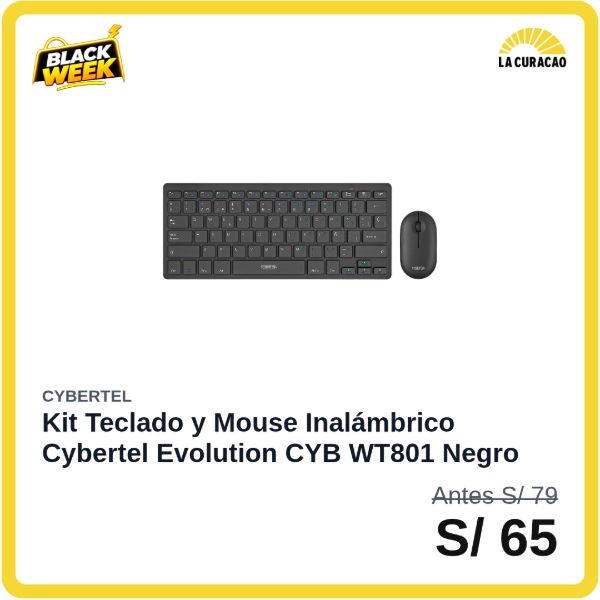 BLACK
WEEK
LA CURACAO
CYBERTEL
Kit Teclado y Mouse Inalámbrico
Cybertel Evolution CYB WT801 Negro
Antes S/ 79
S/ 65